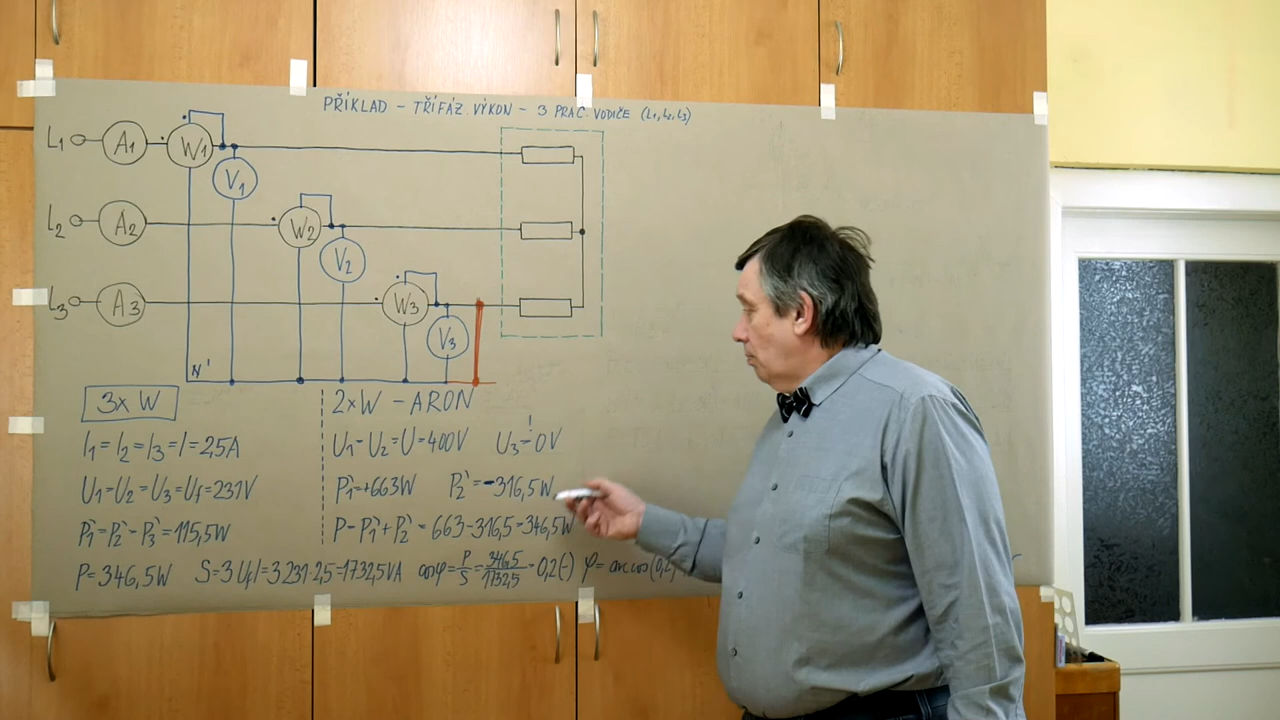 PŘÍKLAD - TŘÍFÁZ. VÝKON - 3 PRAC. VODIČE (L1, L2, L3)
L1 A1 W1
V1
L2 A2 W2
V2
L3 A3 W3
V3
N'
3x W
I1 = I2 = I3 = I = 2,5A
U1 = U2 = U3 = Uf = 231V
P1' = P2' = P3' = 115,5W
2xW - ARON
U1 = U2 = U = 400V U3 = 0V
!
P1' = +663W P2' = -316,5W
P = P1' + P2' = 663 - 316,5 = 346,5W
P = 346,5W S = 3 Uf I = 3·231·2,5 = 1732,5VA cosφ = P/S = 346,5/1732,5 = 0,2(-) φ = arccos(0,2